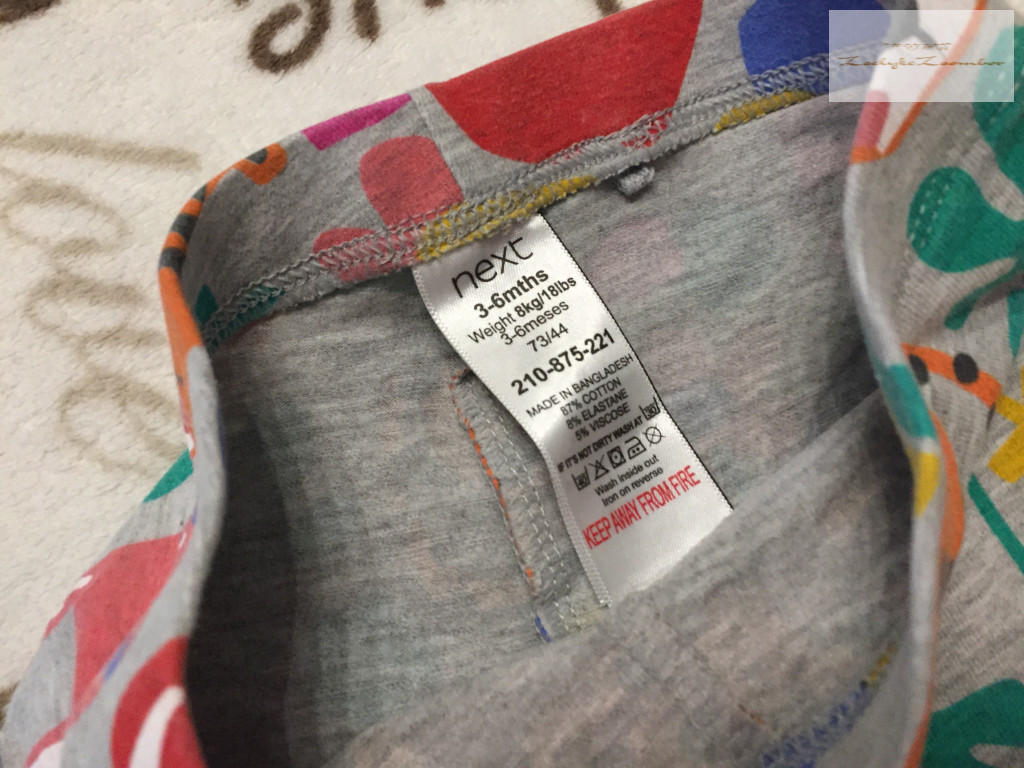 next
3-6mths
Weight 8kg/18lbs
3-6meses
73/44
210-875-221
MADE IN BANGLADESH
87% COTTON
8% ELASTANE
5% VISCOSE
IF IT'S NOT DIRTY WASH AT
Wash inside out
Iron on reverse
KEEP AWAY FROM FIRE